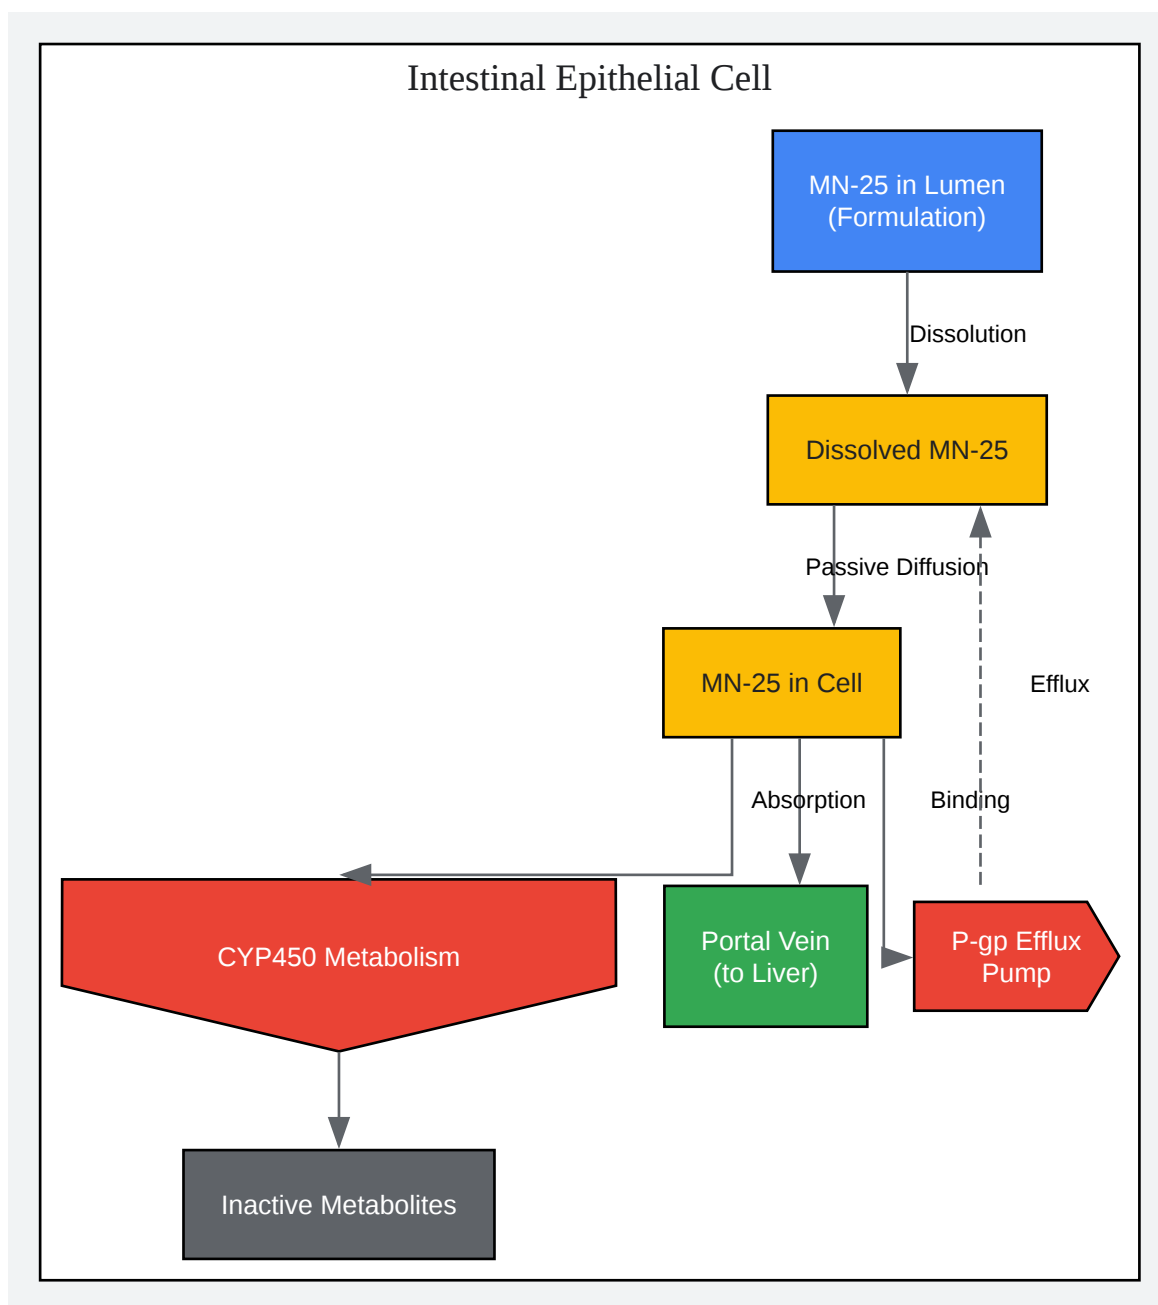 Intestinal Epithelial Cell
MN-25 in Lumen
(Formulation)
Dissolution
Dissolved MN-25
Passive Diffusion
MN-25 in Cell
Efflux
Absorption
Binding
CYP450 Metabolism
Portal Vein
(to Liver)
P-gp Efflux
Pump
Inactive Metabolites